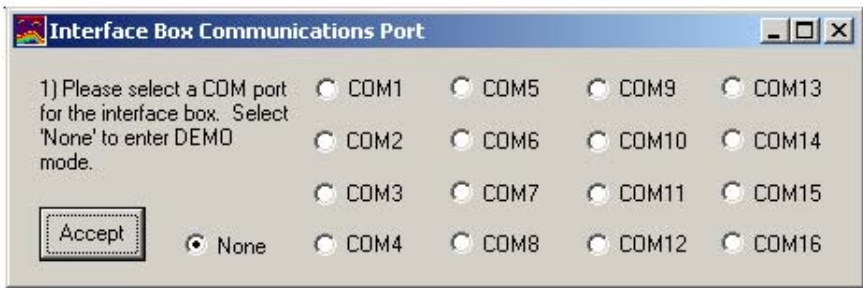 Interface Box Communications Port
1) Please select a COM port
for the interface box. Select
'None' to enter DEMO
mode.
Accept
None
COM1
COM2
COM3
COM4
COM5
COM6
COM7
COM8
COM9
COM10
COM11
COM12
COM13
COM14
COM15
COM16